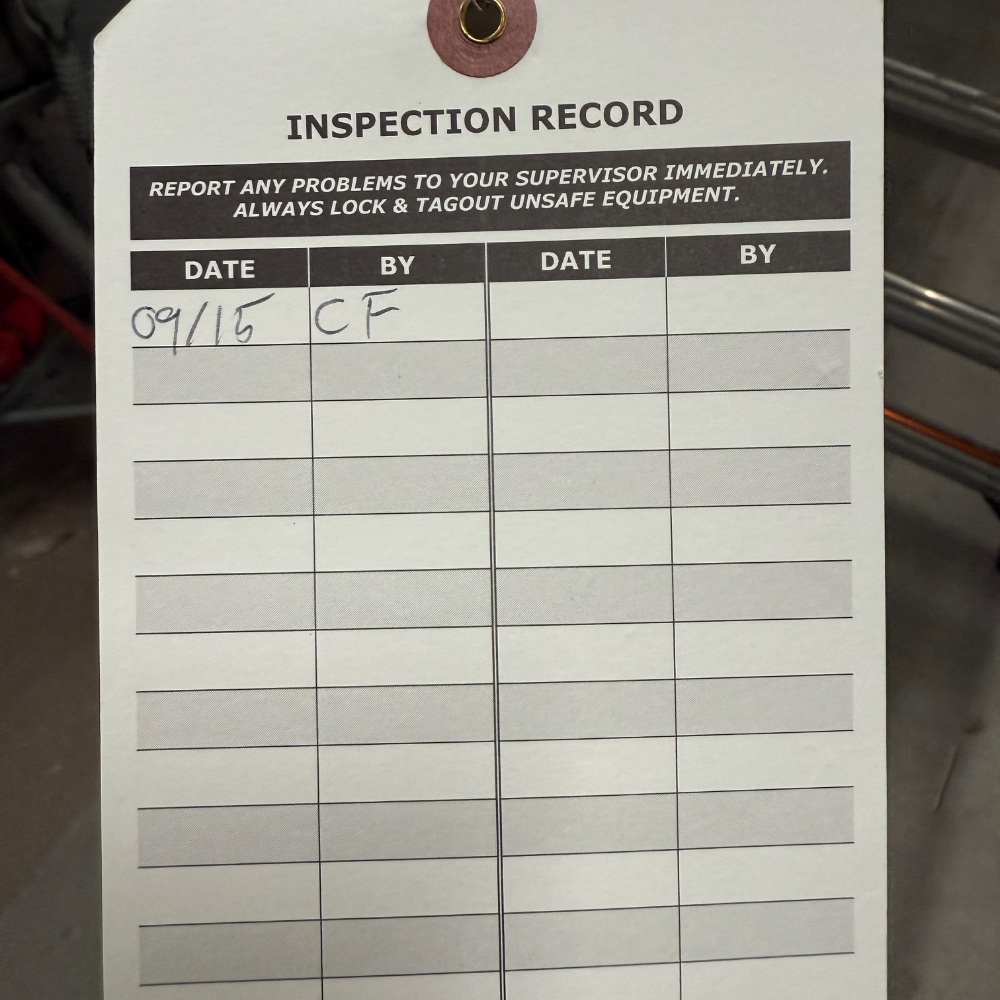 INSPECTION RECORD
REPORT ANY PROBLEMS TO YOUR SUPERVISOR IMMEDIATELY.
ALWAYS LOCK & TAGOUT UNSAFE EQUIPMENT.
DATE BY DATE BY
09/15 CF